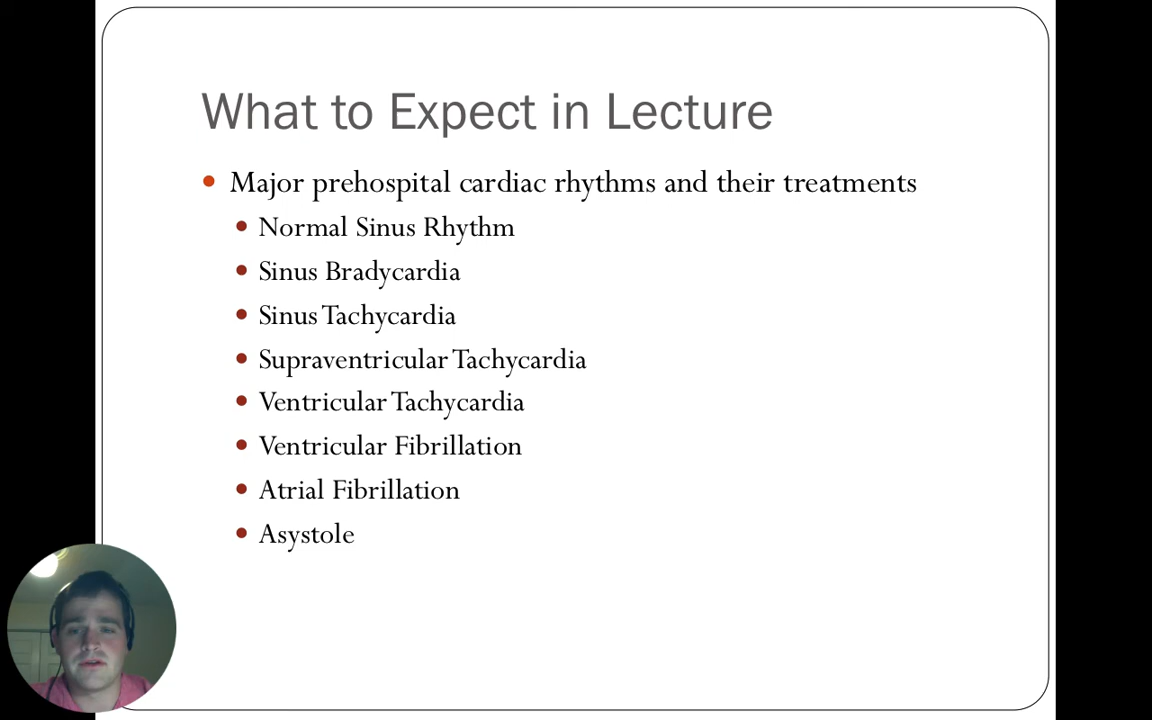 What to Expect in Lecture
Major prehospital cardiac rhythms and their treatments
Normal Sinus Rhythm
Sinus Bradycardia
Sinus Tachycardia
Supraventricular Tachycardia
Ventricular Tachycardia
Ventricular Fibrillation
Atrial Fibrillation
Asystole